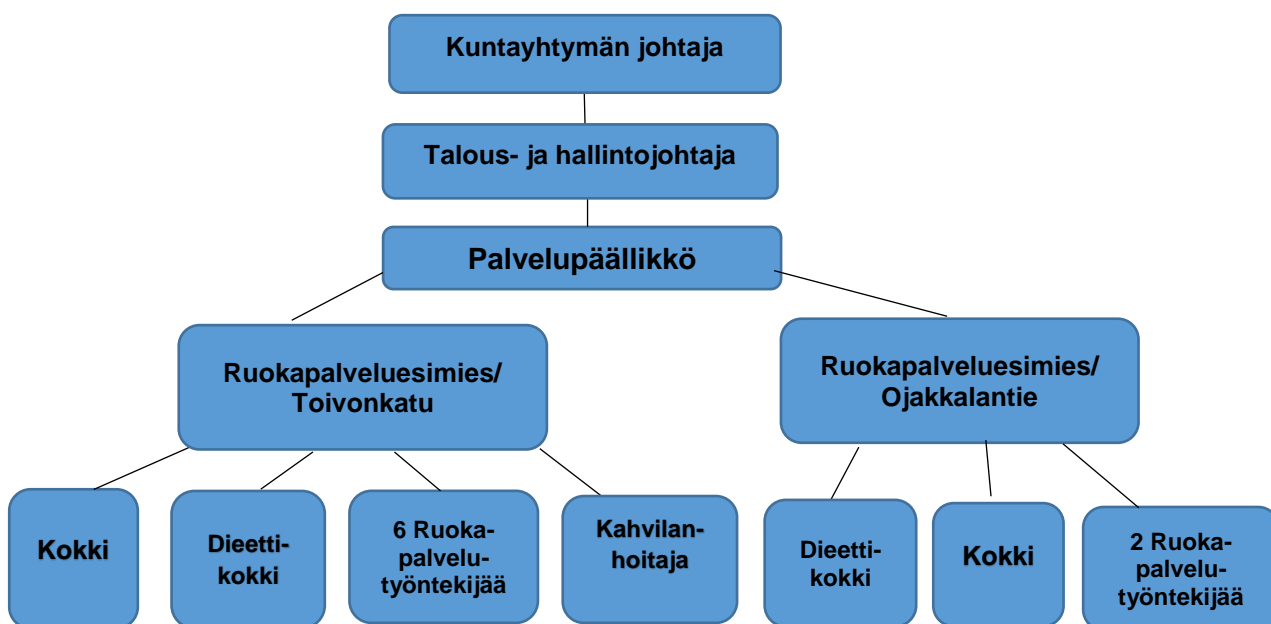 Kuntayhtymän johtaja
Talous- ja hallintojohtaja
Palvelupäällikkö
Ruokapalveluesimies/
Toivonkatu
Ruokapalveluesimies/
Ojakkalantie
Kokki
Dieetti-
kokki
6 Ruoka-
palvelu-
työntekijää
Kahvilan-
hoitaja
Dieetti-
kokki
Kokki
2 Ruoka-
palvelu-
työntekijää